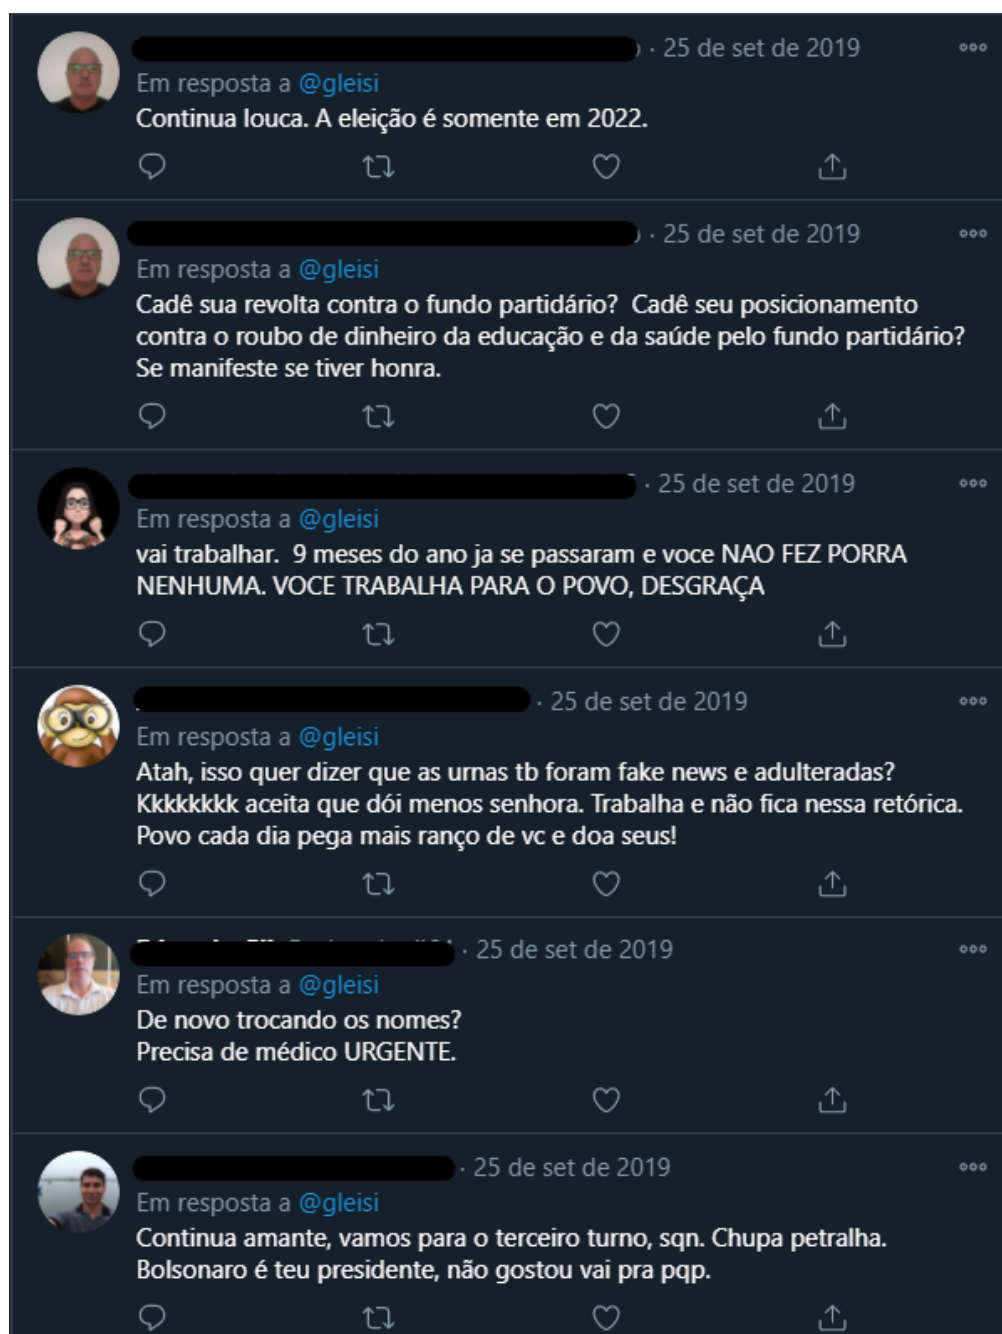 · 25 de set de 2019
Em resposta a @gleisi
Continua louca. A eleição é somente em 2022.
· 25 de set de 2019
Em resposta a @gleisi
Cadê sua revolta contra o fundo partidário?  Cadê seu posicionamento
contra o roubo de dinheiro da educação e da saúde pelo fundo partidário?
Se manifeste se tiver honra.
· 25 de set de 2019
Em resposta a @gleisi
vai trabalhar.  9 meses do ano ja se passaram e voce NAO FEZ PORRA
NENHUMA. VOCE TRABALHA PARA O POVO, DESGRAÇA
· 25 de set de 2019
Em resposta a @gleisi
Atah, isso quer dizer que as urnas tb foram fake news e adulteradas?
Kkkkkkkk aceita que dói menos senhora. Trabalha e não fica nessa retórica.
Povo cada dia pega mais ranço de vc e doa seus!
· 25 de set de 2019
Em resposta a @gleisi
De novo trocando os nomes?
Precisa de médico URGENTE.
· 25 de set de 2019
Em resposta a @gleisi
Continua amante, vamos para o terceiro turno, sqn. Chupa petralha.
Bolsonaro é teu presidente, não gostou vai pra pqp.